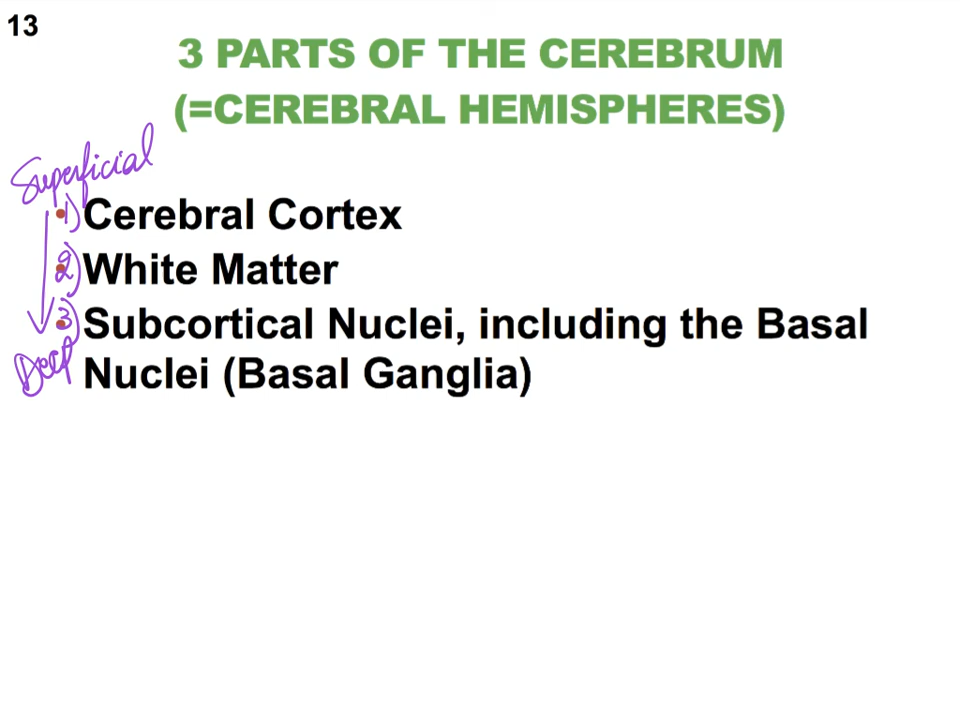 13
3 PARTS OF THE CEREBRUM
(=CEREBRAL HEMISPHERES)
Superficial
1) Cerebral Cortex
2) White Matter
3) Subcortical Nuclei, including the Basal
Deep
Nuclei (Basal Ganglia)